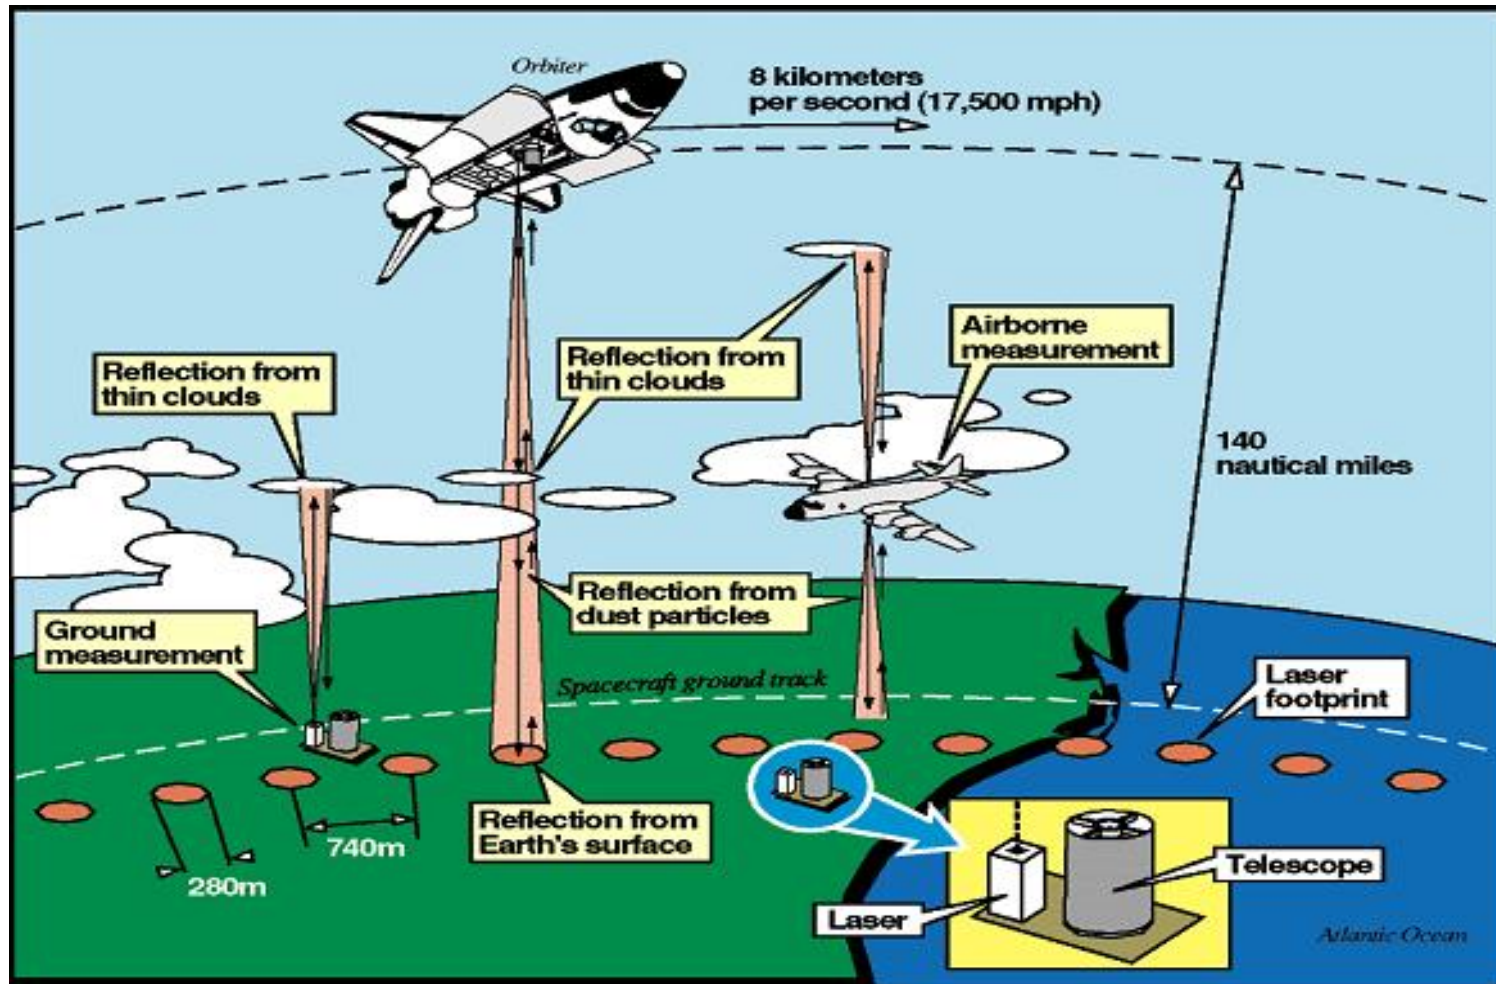 Orbiter
8 kilometers
per second (17,500 mph)
Airborne
measurement
Reflection from
thin clouds
Reflection from
thin clouds
140
nautical miles
Reflection from
dust particles
Ground
measurement
Spacecraft ground track
Laser
footprint
740m
280m
Reflection from
Earth's surface
Telescope
Laser
Atlantic Ocean